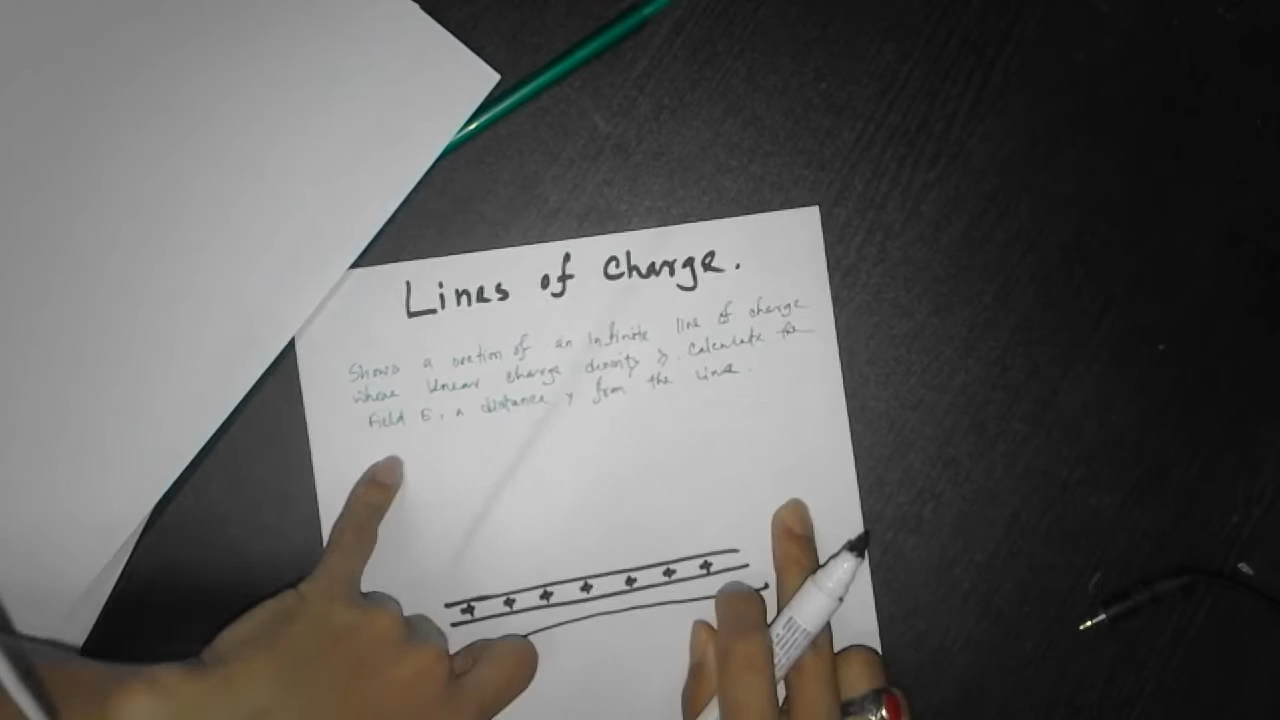 Lines of Charge.
Shows a section of an Infinite line of charge
whose linear charge density λ. Calculate the
Field E, a distance y from the Line.
+ + + + + + +